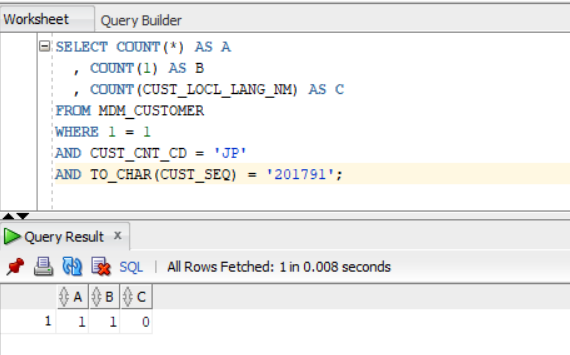 Worksheet Query Builder
SELECT COUNT(*) AS A
, COUNT(1) AS B
, COUNT(CUST_LOCL_LANG_NM) AS C
FROM MDM_CUSTOMER
WHERE 1 = 1
AND CUST_CNT_CD = 'JP'
AND TO_CHAR(CUST_SEQ) = '201791';
Query Result x
SQL | All Rows Fetched: 1 in 0.008 seconds
A B C
1 1 1 0